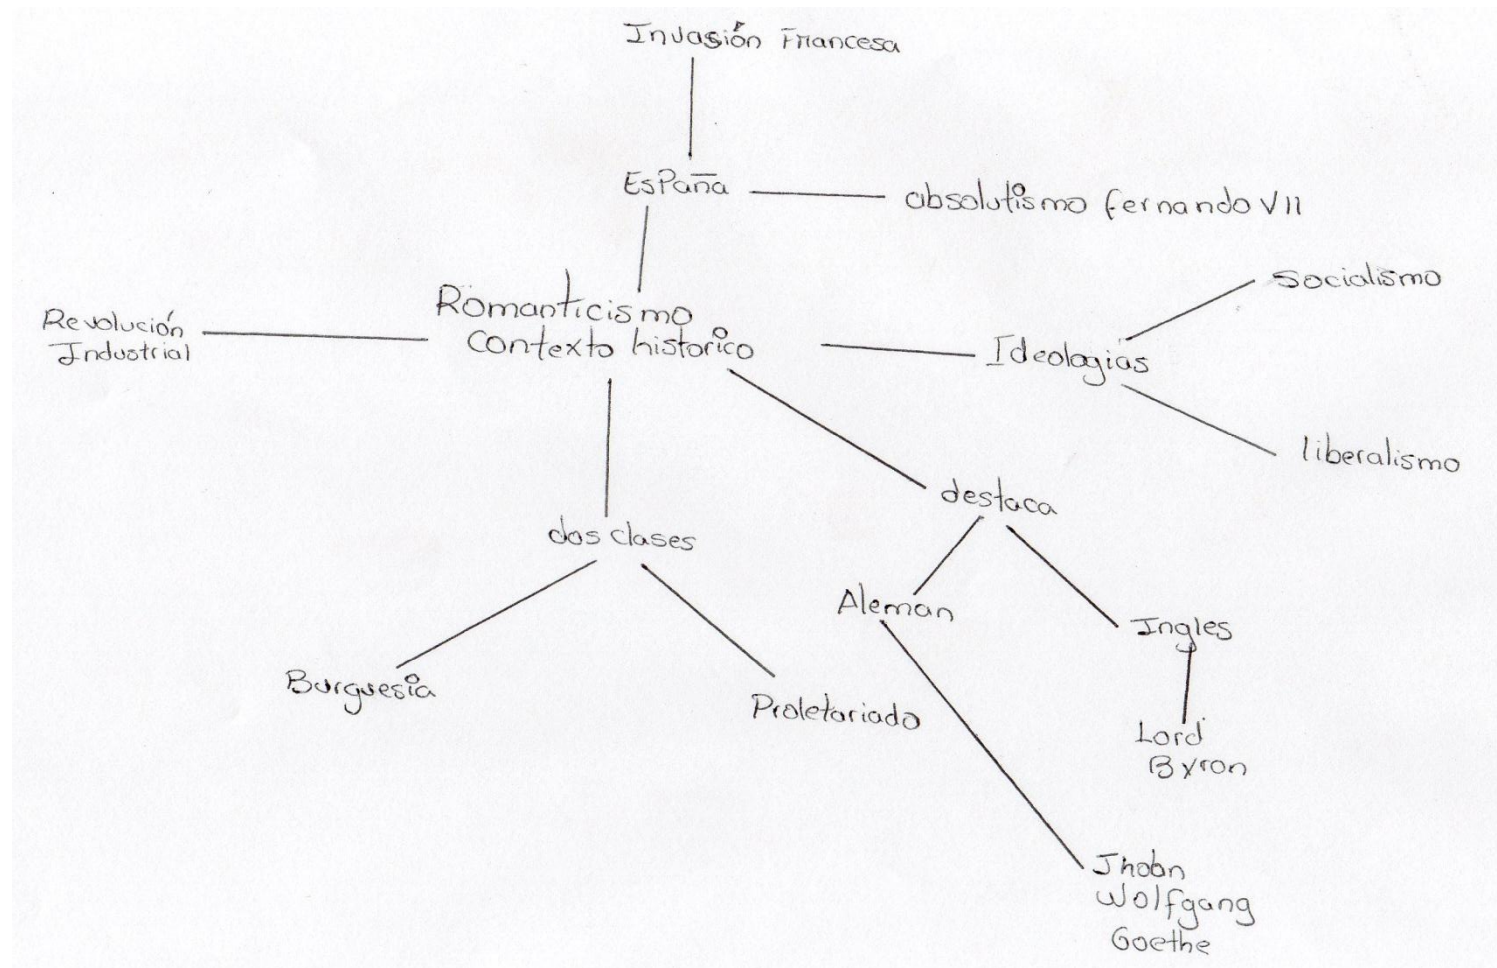 Invasión Francesa
España
absolutismo fernando VII
Socialismo
Romanticismo
contexto historico
Revolución
Industrial
Ideologias
liberalismo
destaca
dos clases
Aleman
Ingles
Burguesia
Proletariado
Lord
Byron
Jhoan
Wolfgang
Goethe